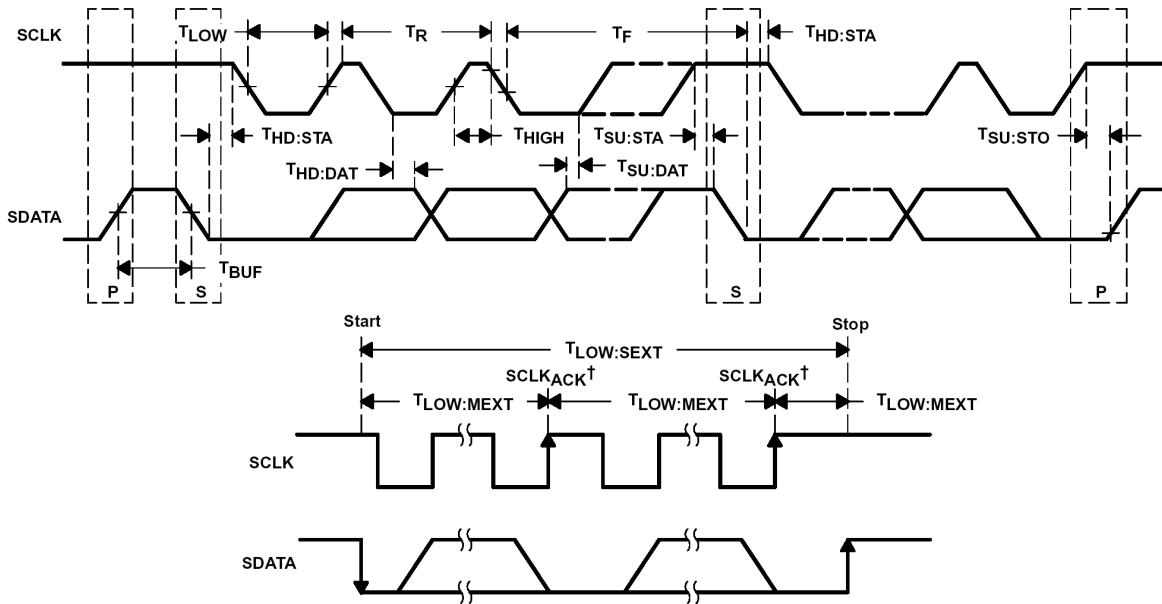 SCLK TLOW TR TF THD:STA
THD:STA THIGH TSU:STA TSU:STO
THD:DAT TSU:DAT
SDATA
TBUF
P S S P
Start Stop
TLOW:SEXT
SCLKACK† SCLKACK†
TLOW:MEXT TLOW:MEXT TLOW:MEXT
SCLK
SDATA